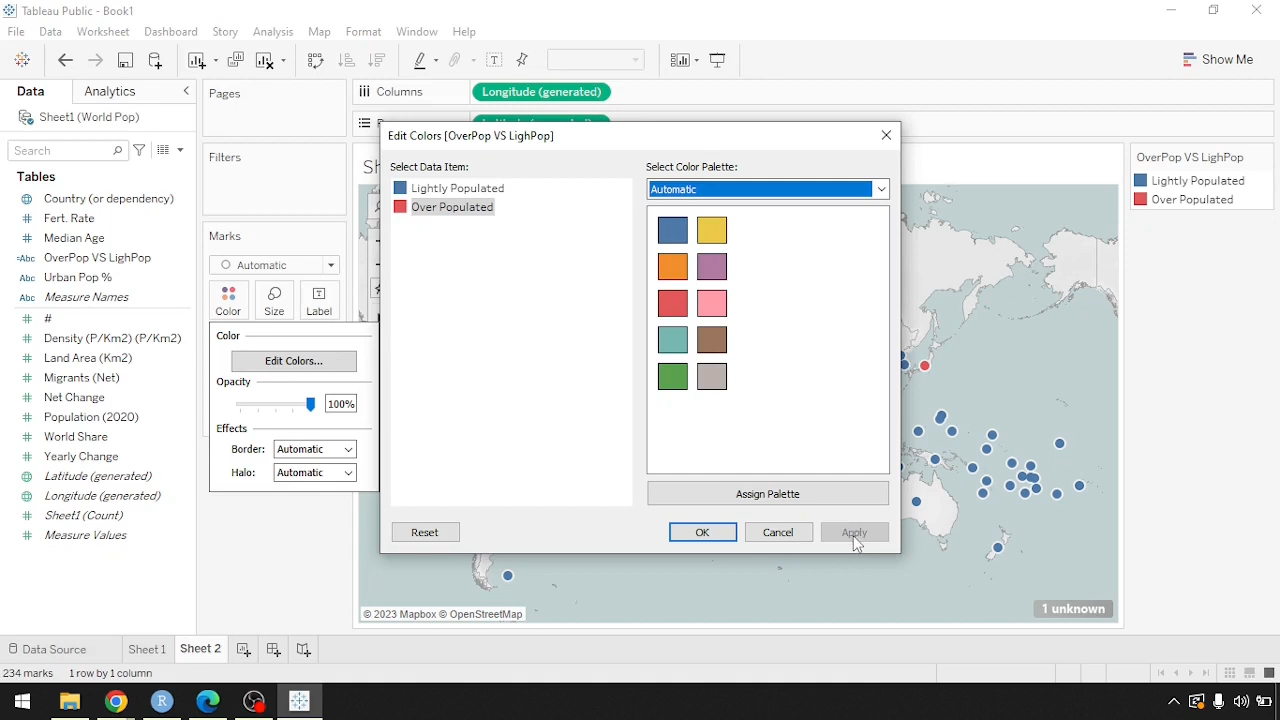 Tableau Public - Book1
File Data Worksheet Dashboard Story Analysis Map Format Window Help
Show Me
Data Analytics
Sheet1 (World Pop)
Search
Tables
Country (or dependency)
Fert. Rate
Median Age
=Abc OverPop VS LighPop
Abc Urban Pop %
Abc Measure Names
#
Density (P/Km2) (P/Km2)
Land Area (Km2)
Migrants (Net)
Net Change
Population (2020)
World Share
Yearly Change
Latitude (generated)
Longitude (generated)
Sheet1 (Count)
Measure Values
Pages
Filters
Marks
Automatic
Color Size Label
Color
Edit Colors...
Opacity
100%
Effects
Border: Automatic
Halo: Automatic
Columns Longitude (generated)
Edit Colors [OverPop VS LighPop]
Select Data Item:
Lightly Populated
Over Populated
Select Color Palette:
Automatic
Assign Palette
Reset OK Cancel Apply
OverPop VS LighPop
Lightly Populated
Over Populated
© 2023 Mapbox © OpenStreetMap
1 unknown
Data Source Sheet 1 Sheet 2
234 marks 1 row by 1 column